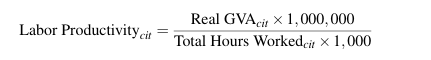 Labor Productivity_cit = Real GVA_cit × 1,000,000 / Total Hours Worked_cit × 1,000